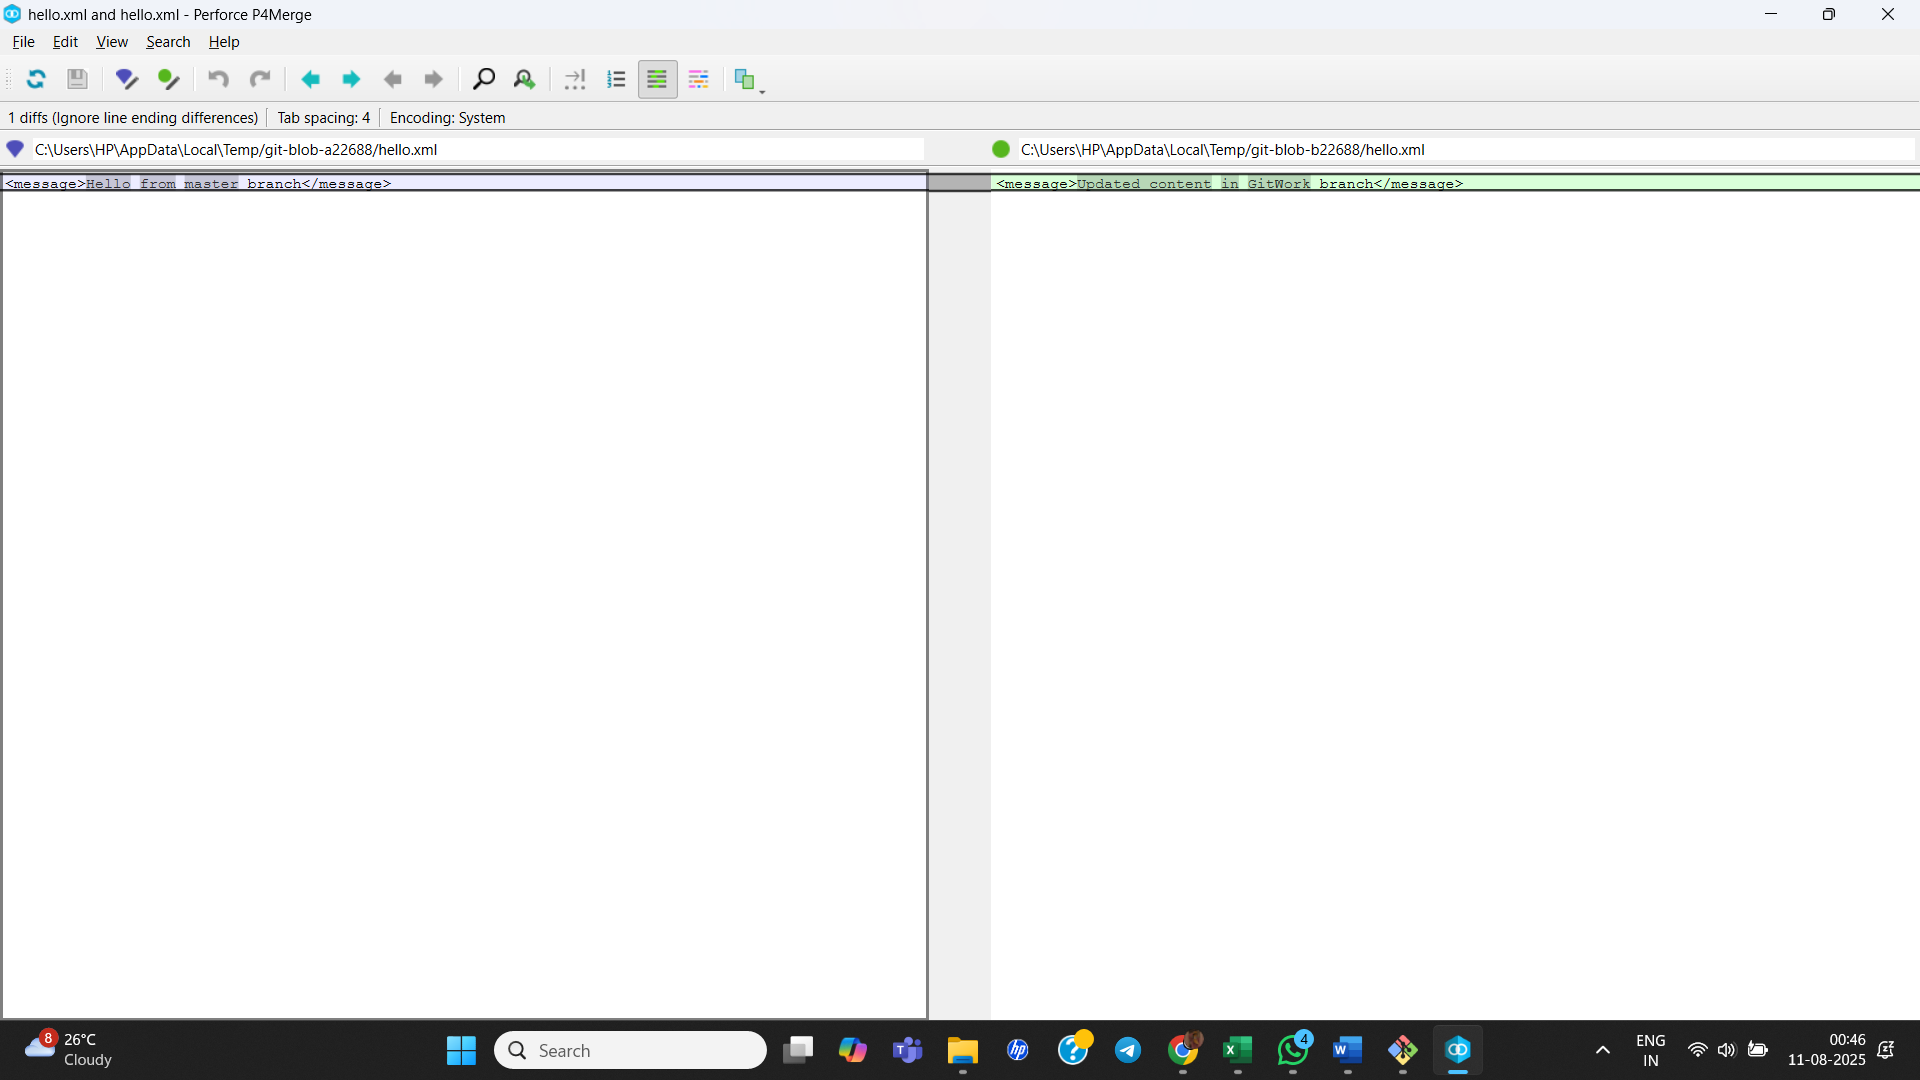 hello.xml and hello.xml - Perforce P4Merge
File Edit View Search Help
1 diffs (Ignore line ending differences) Tab spacing: 4 Encoding: System
C:\Users\HP\AppData\Local\Temp/git-blob-a22688/hello.xml
C:\Users\HP\AppData\Local\Temp/git-blob-b22688/hello.xml
<message>Hello from master branch</message>
<message>Updated content in GitWork branch</message>
8
26°C
Cloudy
Search
4
ENG
IN
00:46
11-08-2025